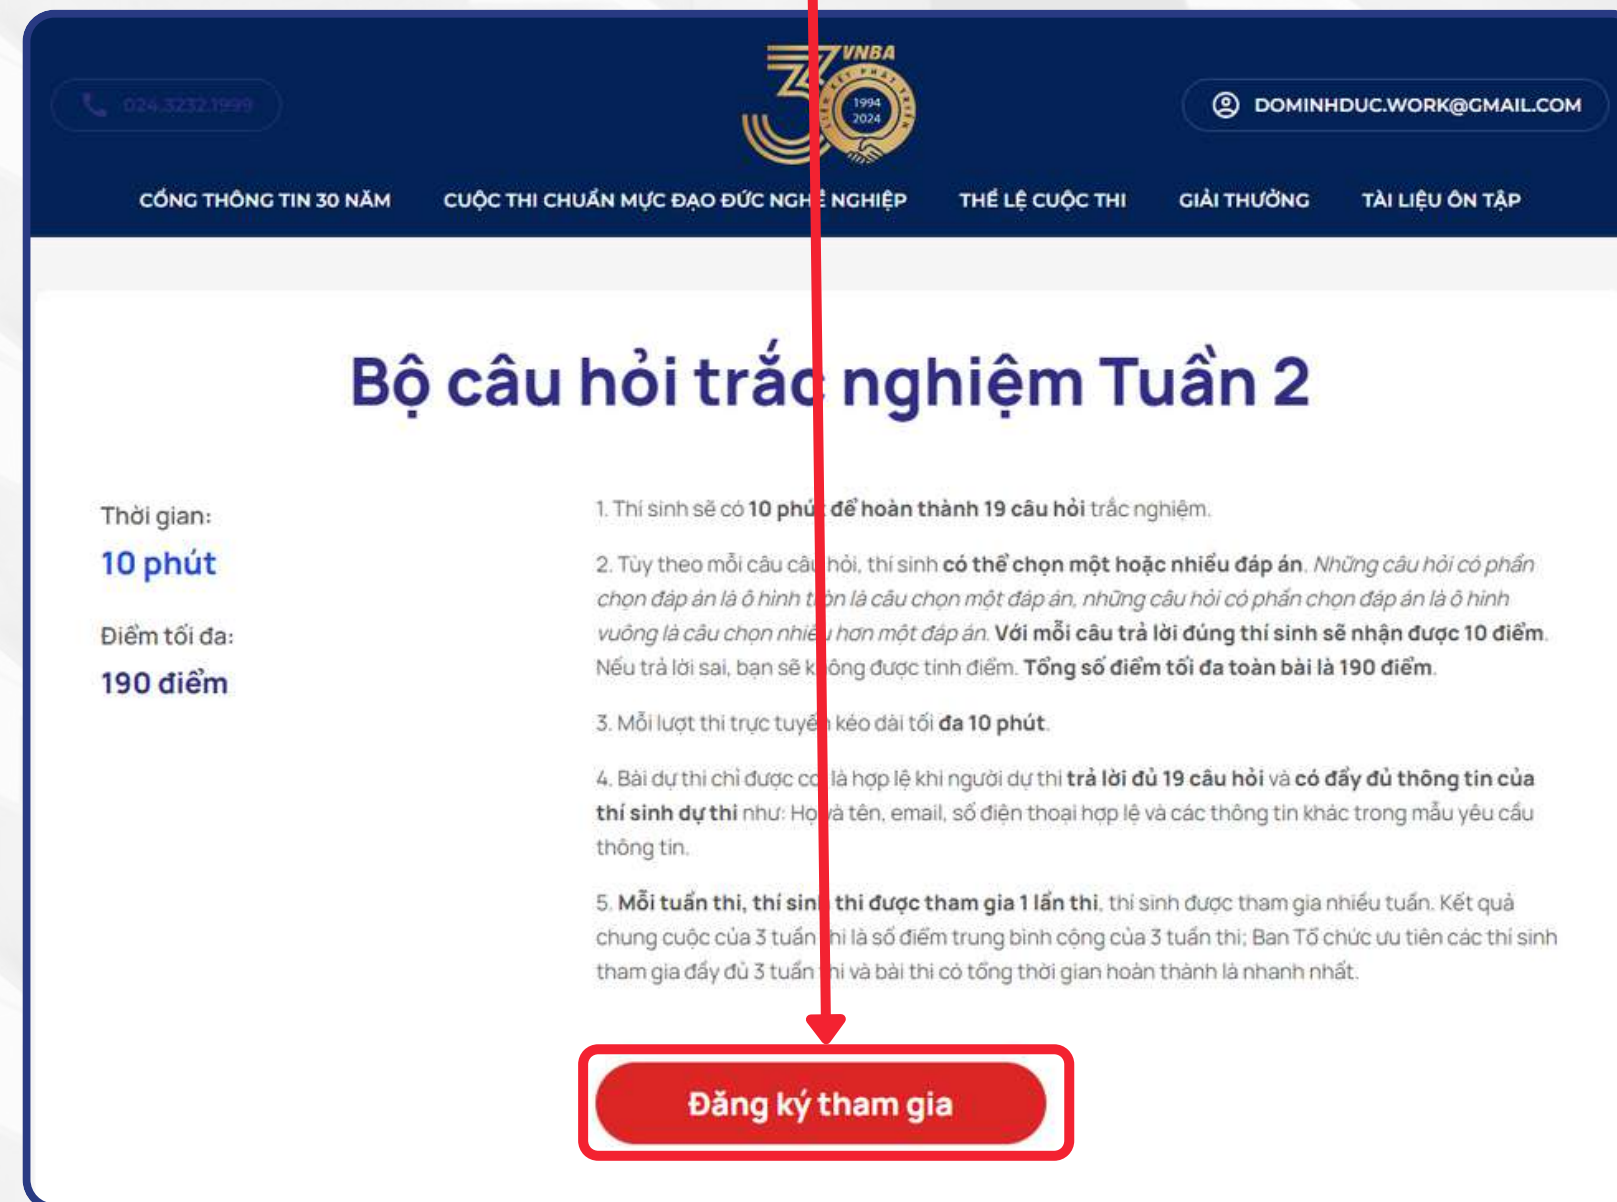 VNBA
1994
2024
024.3232.1999
DOMINHDUC.WORK@GMAIL.COM
CỔNG THÔNG TIN 30 NĂM CUỘC THI CHUẨN MỰC ĐẠO ĐỨC NGHỀ NGHIỆP THỂ LỆ CUỘC THI GIẢI THƯỞNG TÀI LIỆU ÔN TẬP
Bộ câu hỏi trắc nghiệm Tuần 2
Thời gian:
10 phút
Điểm tối đa:
190 điểm
1. Thí sinh sẽ có 10 phút để hoàn thành 19 câu hỏi trắc nghiệm.
2. Tùy theo mỗi câu câu hỏi, thí sinh có thể chọn một hoặc nhiều đáp án. Những câu hỏi có phần
chọn đáp án là ô hình tròn là câu chọn một đáp án, những câu hỏi có phần chọn đáp án là ô hình
vuông là câu chọn nhiều hơn một đáp án. Với mỗi câu trả lời đúng thí sinh sẽ nhận được 10 điểm.
Nếu trả lời sai, bạn sẽ không được tính điểm. Tổng số điểm tối đa toàn bài là 190 điểm.
3. Mỗi lượt thi trực tuyến kéo dài tối đa 10 phút.
4. Bài dự thi chỉ được coi là hợp lệ khi người dự thi trả lời đủ 19 câu hỏi và có đầy đủ thông tin của
thí sinh dự thi như: Họ và tên, email, số điện thoại hợp lệ và các thông tin khác trong mẫu yêu cầu
thông tin.
5. Mỗi tuần thi, thí sinh thi được tham gia 1 lần thi, thí sinh được tham gia nhiều tuần. Kết quả
chung cuộc của 3 tuần thi là số điểm trung bình cộng của 3 tuần thi; Ban Tổ chức ưu tiên các thí sinh
tham gia đầy đủ 3 tuần thi và bài thi có tổng thời gian hoàn thành là nhanh nhất.
Đăng ký tham gia